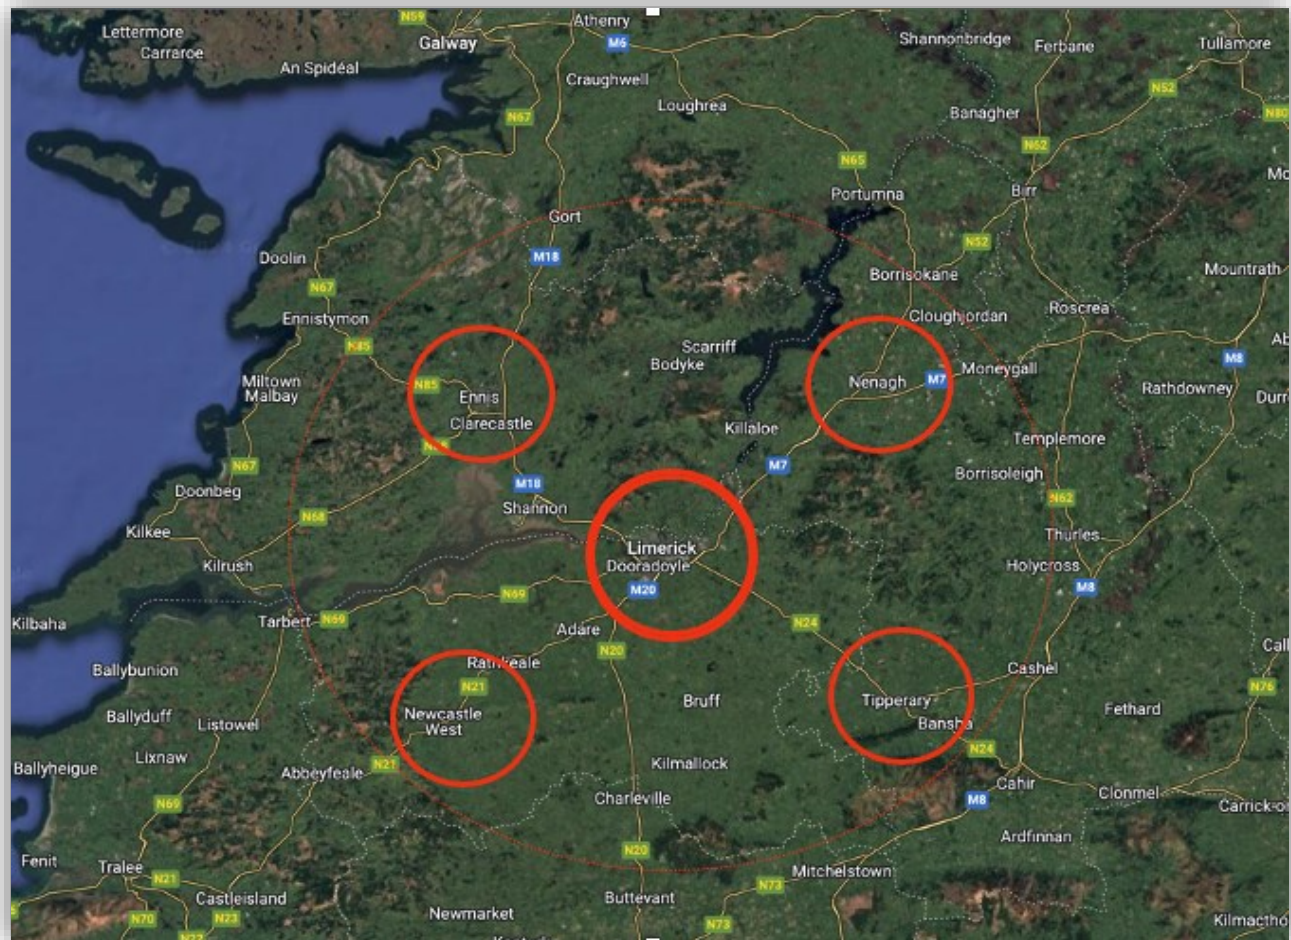 N59
Athenry
Lettermore
Galway
M6
Shannonbridge
Ferbane
Tullamore
Carraroe
An Spidéal
Craughwell
N52
Loughrea
Banagher
N67
N80
N62
N65
Portumna
Birr
Gort
N52
M18
Doolin
Borrisokane
Mountrath
N67
Roscrea
Ennistymon
Cloughjordan
N85
Scarriff
M8
Bodyke
Moneygall
Miltown
Malbay
N85
Nenagh
M7
Rathdowney
Ennis
Clarecastle
Killaloe
Templemore
N67
M7
Borrisoleigh
Doonbeg
M18
N62
Shannon
N68
Kilkee
Thurles
Limerick
Dooradoyle
Kilrush
Holycross
M20
M8
N69
Tarbert
N69
Kilbaha
Adare
N24
N20
Rathkeale
Cashel
Ballybunion
N21
N76
Bruff
Tipperary
Fethard
Ballyduff
Listowel
Newcastle
West
Bansha
N24
Lixnaw
Ballyheigue
Abbeyfeale
N21
Kilmallock
Cahir
Clonmel
N69
Charleville
M8
Ardfinnan
Fenit
N20
Tralee
Mitchelstown
N21
N73
Castleisland
Buttevant
N70
N23
Newmarket
N73